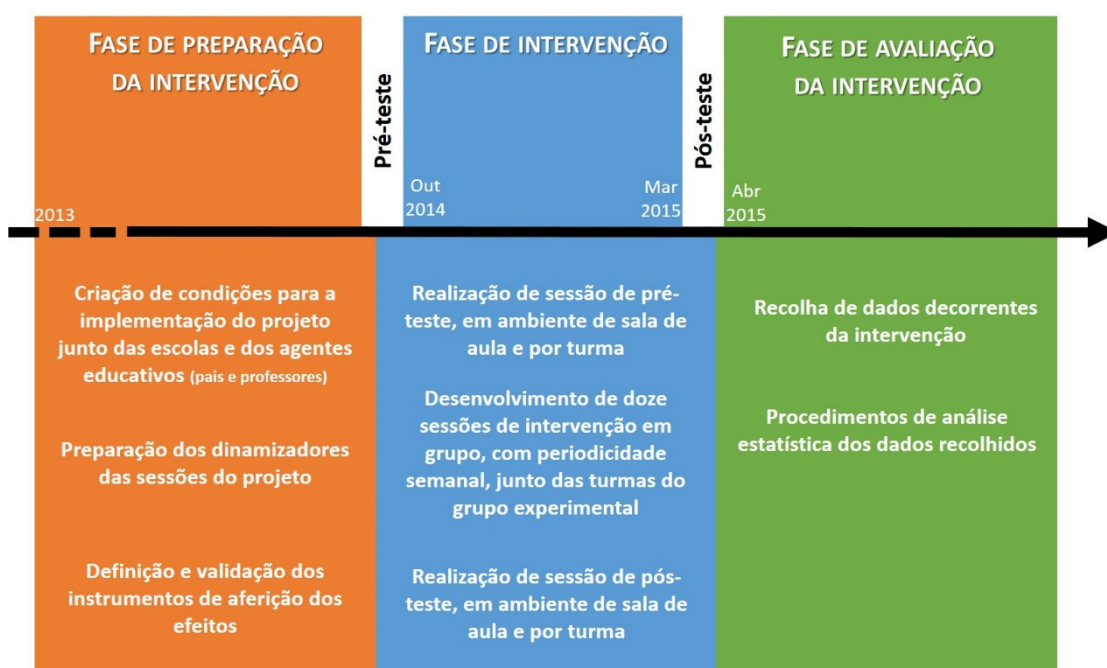 FASE DE PREPARAÇÃO
DA INTERVENÇÃO
2013
Pré-teste
FASE DE INTERVENÇÃO
Out
2014
Mar
2015
Pós-teste
FASE DE AVALIAÇÃO
DA INTERVENÇÃO
Abr
2015
Criação de condições para a
implementação do projeto
junto das escolas e dos agentes
educativos (pais e professores)
Preparação dos dinamizadores
das sessões do projeto
Definição e validação dos
instrumentos de aferição dos
efeitos
Realização de sessão de pré-
teste, em ambiente de sala de
aula e por turma
Desenvolvimento de doze
sessões de intervenção em
grupo, com periodicidade
semanal, junto das turmas do
grupo experimental
Realização de sessão de pós-
teste, em ambiente de sala de
aula e por turma
Recolha de dados decorrentes
da intervenção
Procedimentos de análise
estatística dos dados recolhidos